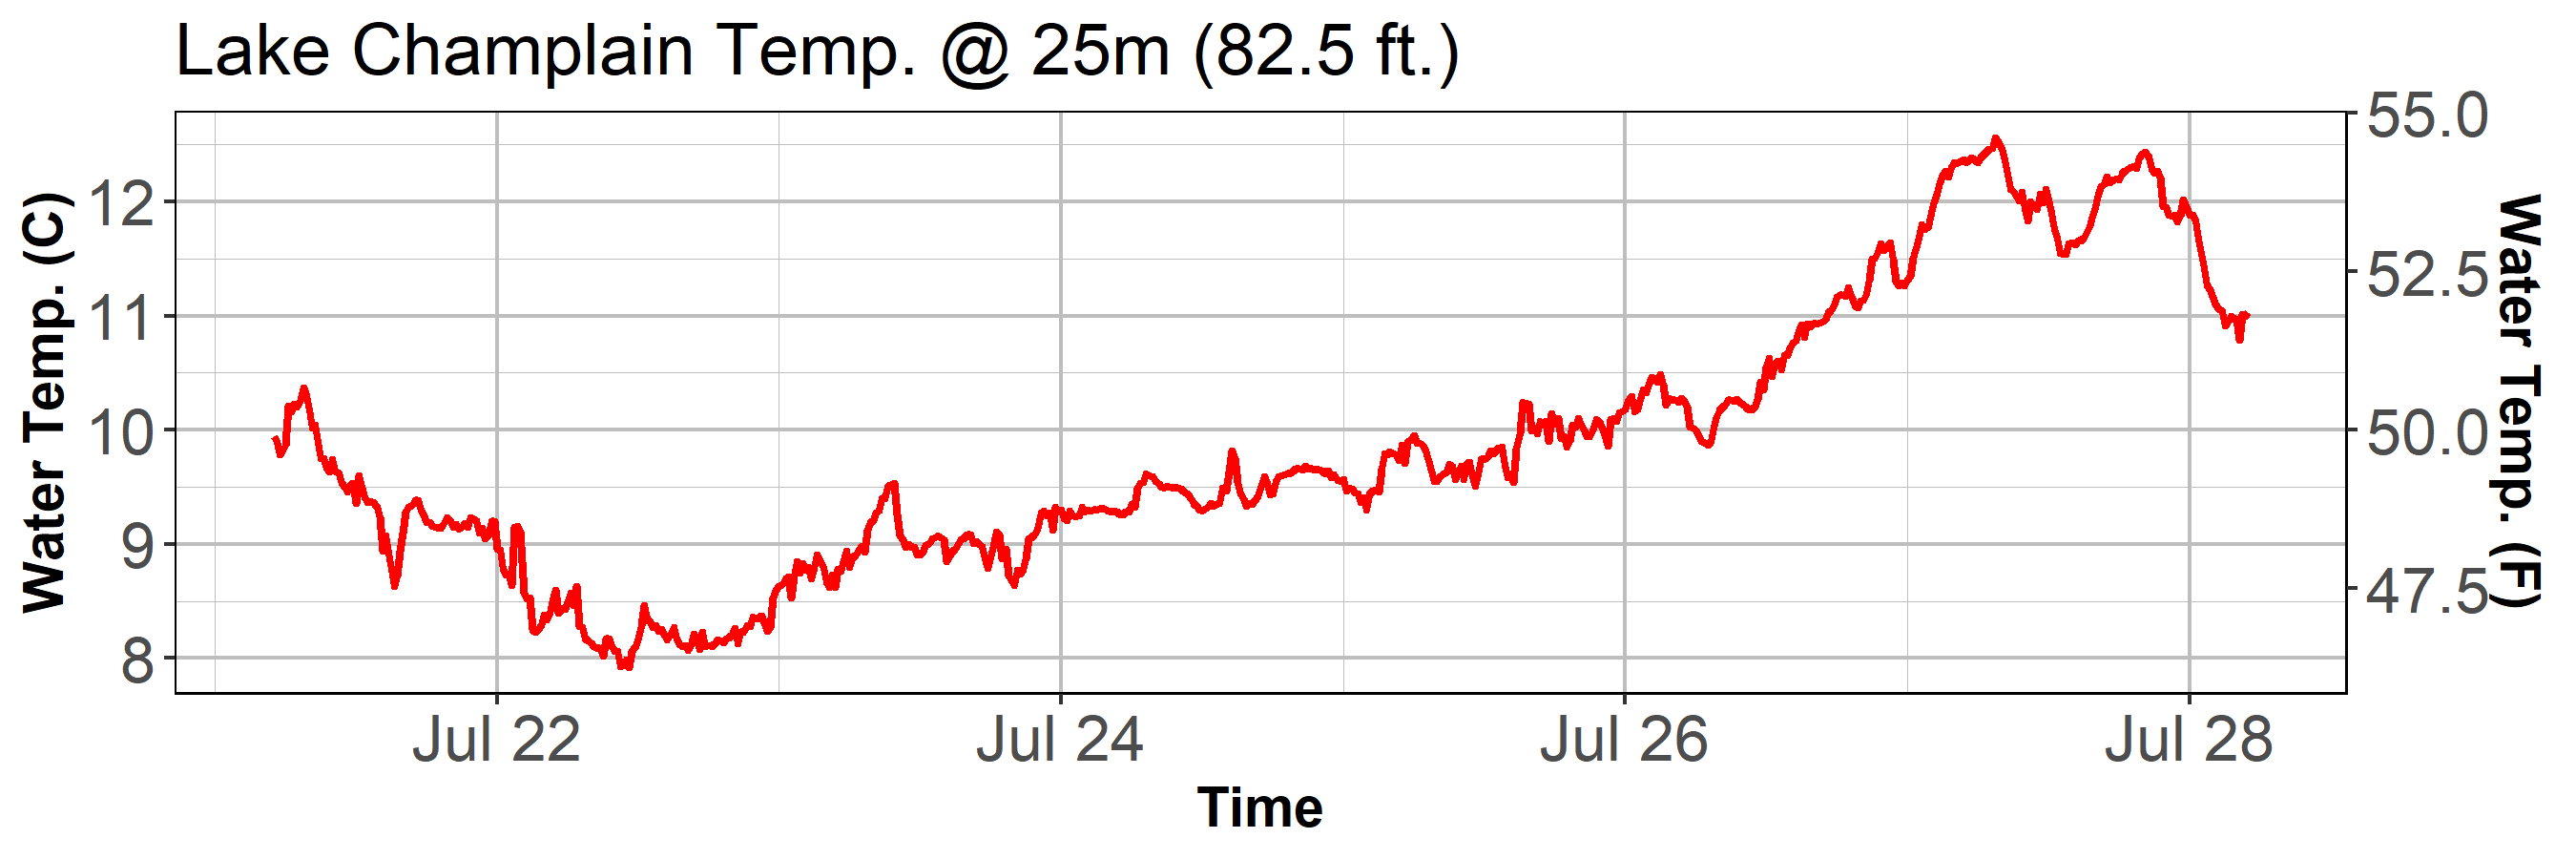 Lake Champlain Temp. @ 25m (82.5 ft.)
Water Temp. (C)
12
11
10
9
8
55.0
52.5
50.0
47.5
Water Temp. (F)
Jul 22
Jul 24
Jul 26
Jul 28
Time